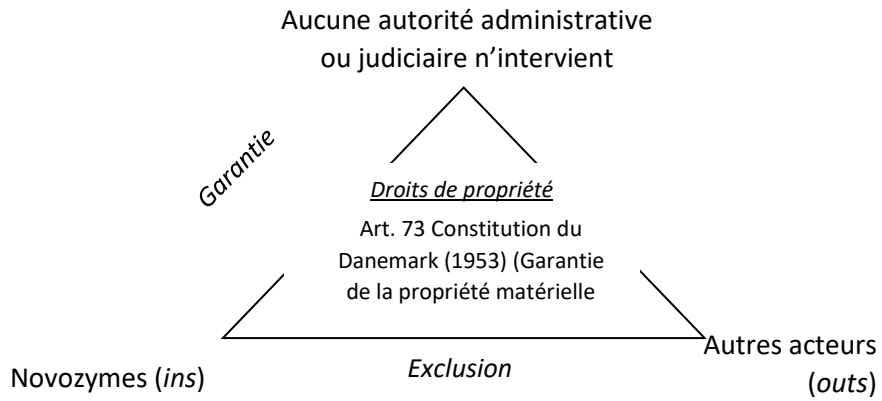 Aucune autorité administrative
ou judiciaire n’intervient
Garantie
Droits de propriété
Art. 73 Constitution du
Danemark (1953) (Garantie
de la propriété matérielle
Novozymes (ins)
Exclusion
Autres acteurs
(outs)